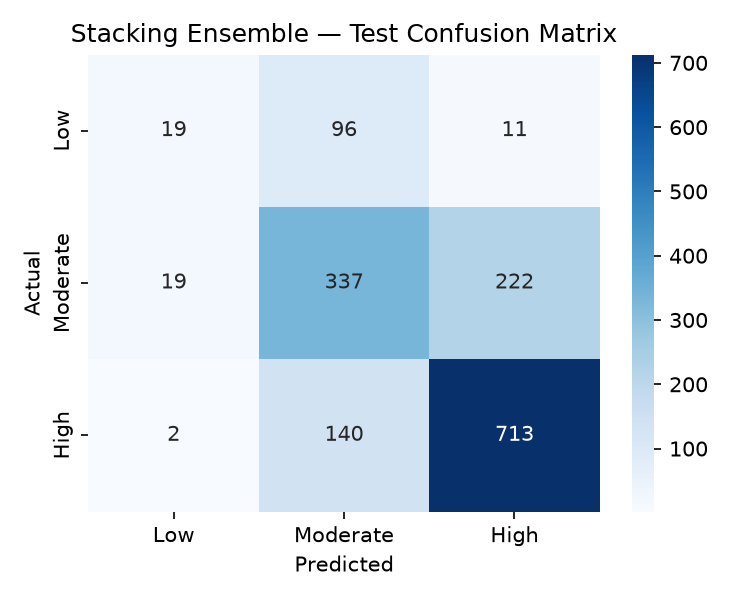 Stacking Ensemble — Test Confusion Matrix
Low
19
96
11
Actual
Moderate
19
337
222
High
2
140
713
Low
Moderate
High
Predicted
700
600
500
400
300
200
100